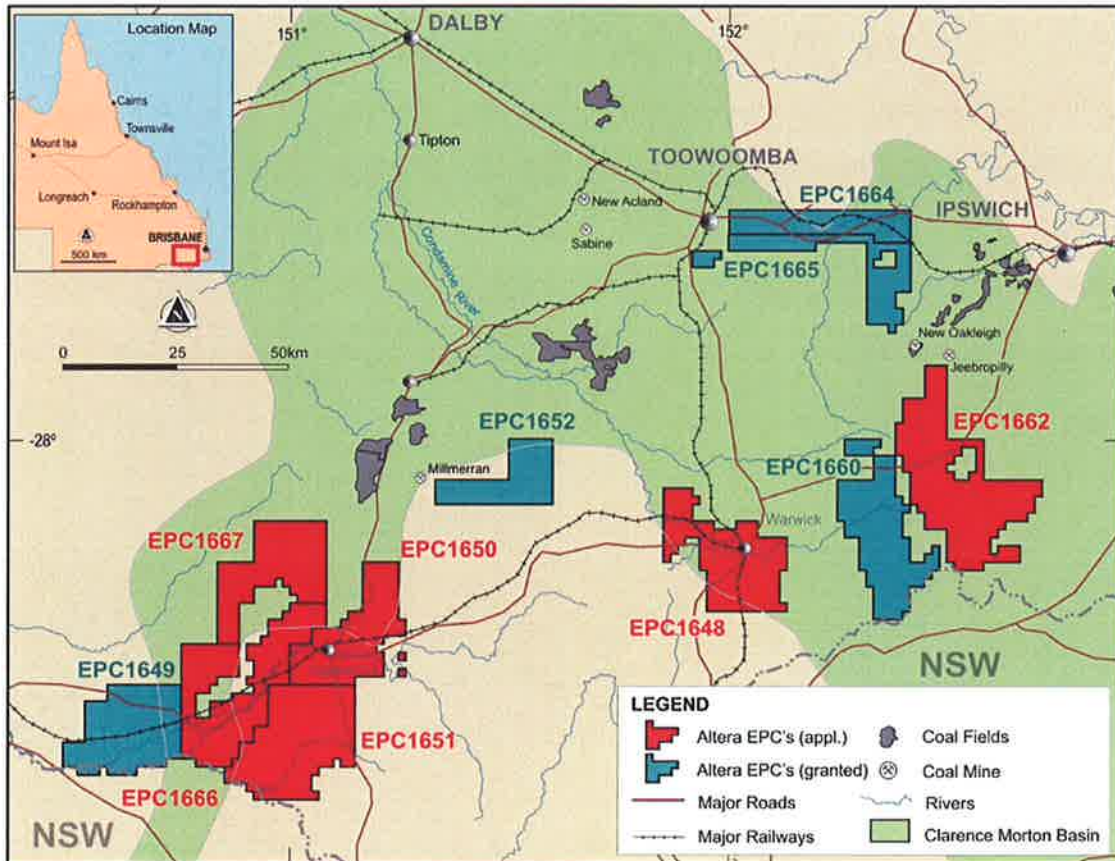 Location Map
Cairns
Townsville
Mount Isa
Longreach
Rockhampton
BRISBANE
500 km
151°
152°
DALBY
Tipton
TOOWOOMBA
New Acland
Sabine
EPC1664
IPSWICH
EPC1665
Condamine River
N
0 25 50km
New Oakleigh
Jeebropilly
-28°
EPC1652
EPC1662
Millmerran
EPC1660
Warwick
EPC1667
EPC1650
EPC1648
EPC1649
NSW
EPC1651
EPC1666
NSW
LEGEND
Altera EPC's (appl.)
Coal Fields
Altera EPC's (granted)
Coal Mine
Major Roads
Rivers
Major Railways
Clarence Morton Basin